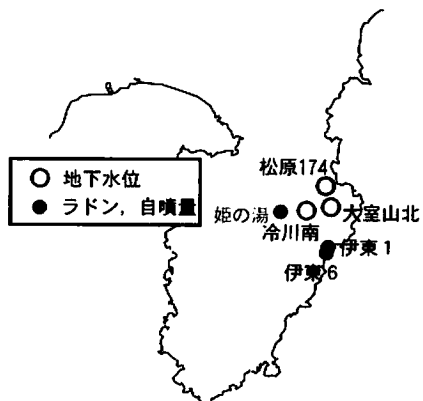 松原174
地下水位
ラドン，自噴量
姫の湯
大室山北
冷川南
伊東1
伊東6